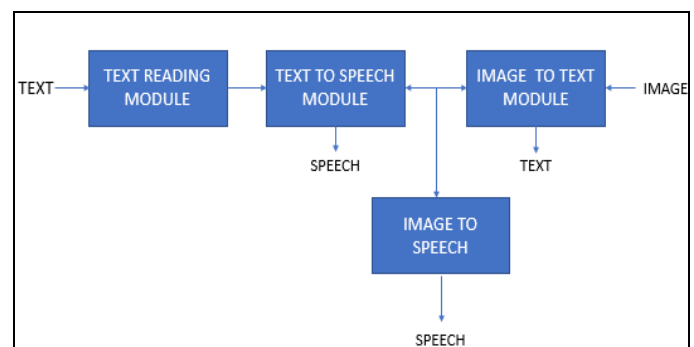 TEXT
TEXT READING
MODULE
TEXT TO SPEECH
MODULE
IMAGE TO TEXT
MODULE
IMAGE
SPEECH
TEXT
IMAGE TO
SPEECH
SPEECH